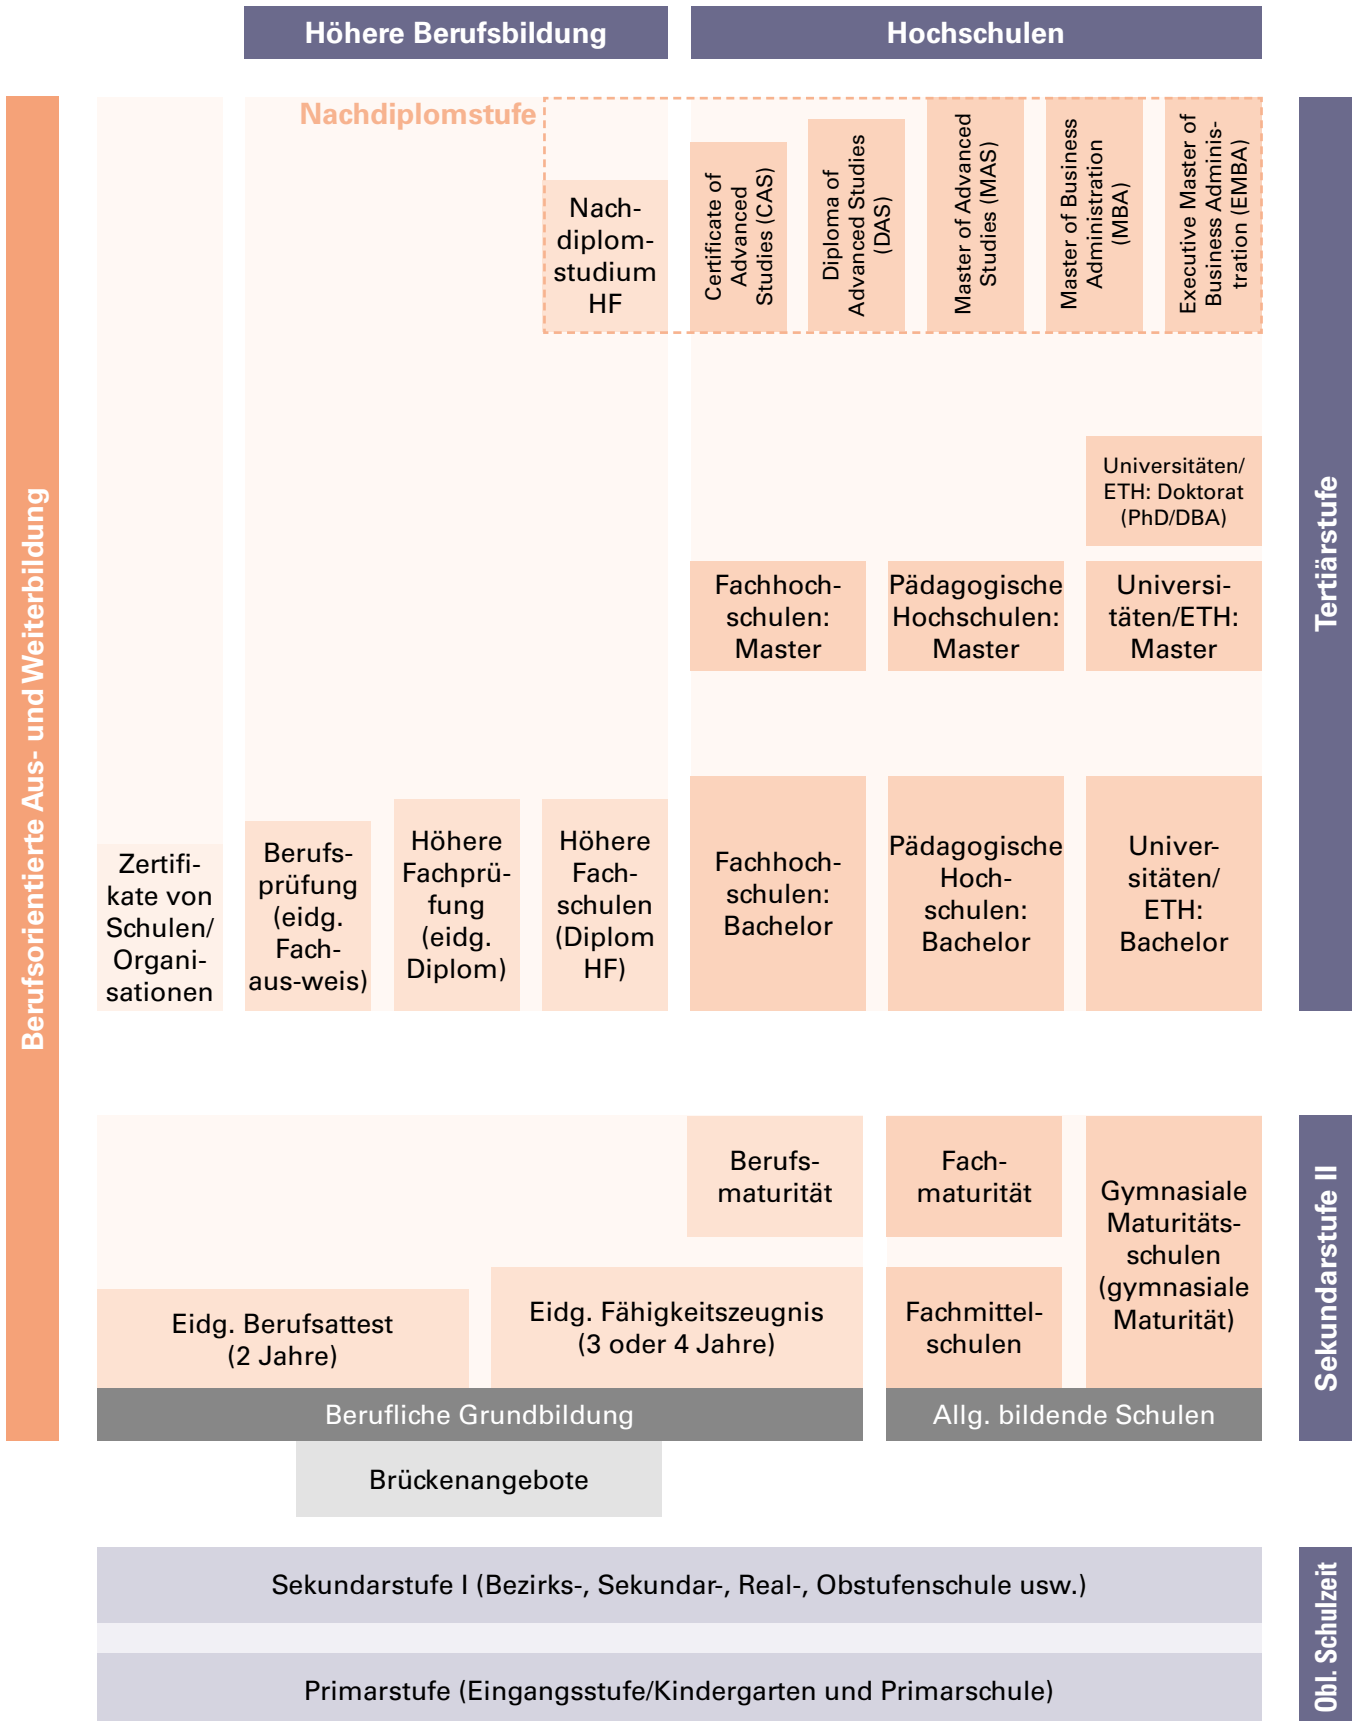 Höhere Berufsbildung
Hochschulen
Berufsorientierte Aus- und Weiterbildung
Nachdiplomstufe
Nach-
diplom-
studium
HF
Certificate of
Advanced
Studies (CAS)
Diploma of
Advanced Studies
(DAS)
Master of Advanced
Studies (MAS)
Master of Business
Administration
(MBA)
Executive Master of
Business Adminis-
tration (EMBA)
Tertiärstufe
Universitäten/
ETH: Doktorat
(PhD/DBA)
Fachhoch-
schulen:
Master
Pädagogische
Hochschulen:
Master
Universi-
täten/ETH:
Master
Zertifi-
kate von
Schulen/
Organi-
sationen
Berufs-
prüfung
(eidg.
Fach-
aus-weis)
Höhere
Fachprü-
fung
(eidg.
Diplom)
Höhere
Fach-
schulen
(Diplom
HF)
Fachhoch-
schulen:
Bachelor
Pädagogische
Hoch-
schulen:
Bachelor
Univer-
sitäten/
ETH:
Bachelor
Berufs-
maturität
Fach-
maturität
Gymnasiale
Maturitäts-
schulen
(gymnasiale
Maturität)
Sekundarstufe II
Eidg. Berufsattest
(2 Jahre)
Eidg. Fähigkeitszeugnis
(3 oder 4 Jahre)
Fachmittel-
schulen
Berufliche Grundbildung
Allg. bildende Schulen
Brückenangebote
Sekundarstufe I (Bezirks-, Sekundar-, Real-, Obstufenschule usw.)
Primarstufe (Eingangsstufe/Kindergarten und Primarschule)
Obl. Schulzeit